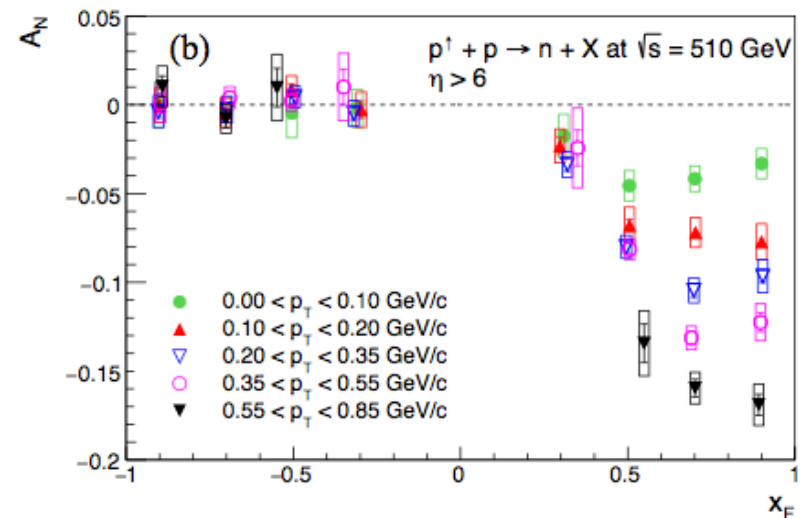 A_N
(b)
p↑ + p → n + X at √s = 510 GeV
η > 6
0
−0.05
−0.1
−0.15
−0.2
0.00 < p_T < 0.10 GeV/c
0.10 < p_T < 0.20 GeV/c
0.20 < p_T < 0.35 GeV/c
0.35 < p_T < 0.55 GeV/c
0.55 < p_T < 0.85 GeV/c
−1 −0.5 0 0.5 1
x_F